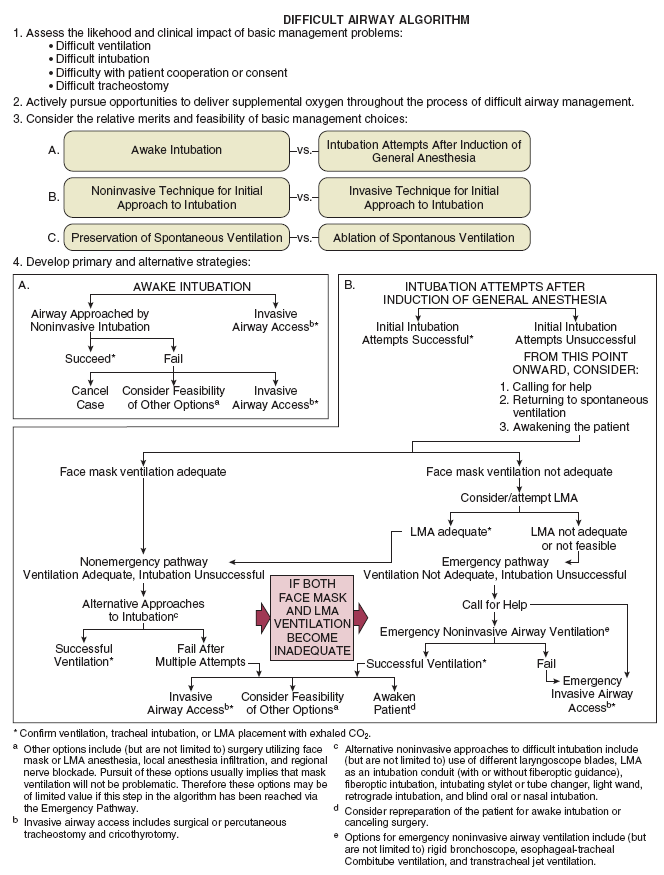 DIFFICULT AIRWAY ALGORITHM
1. Assess the likehood and clinical impact of basic management problems:
• Difficult ventilation
• Difficult intubation
• Difficulty with patient cooperation or consent
• Difficult tracheostomy
2. Actively pursue opportunities to deliver supplemental oxygen throughout the process of difficult airway management.
3. Consider the relative merits and feasibility of basic management choices:
A.
Awake Intubation
vs.
Intubation Attempts After Induction of
General Anesthesia
B.
Noninvasive Technique for Initial
Approach to Intubation
vs.
Invasive Technique for Initial
Approach to Intubation
C.
Preservation of Spontaneous Ventilation
vs.
Ablation of Spontanous Ventilation
4. Develop primary and alternative strategies:
A.
AWAKE INTUBATION
Airway Approached by
Noninvasive Intubation
Invasive
Airway Accessb*
Succeed*
Fail
Cancel
Case
Consider Feasibility
of Other Optionsa
Invasive
Airway Accessb*
B.
INTUBATION ATTEMPTS AFTER
INDUCTION OF GENERAL ANESTHESIA
Initial Intubation
Attempts Successful*
Initial Intubation
Attempts Unsuccessful
FROM THIS POINT
ONWARD, CONSIDER:
1. Calling for help
2. Returning to spontaneous
ventilation
3. Awakening the patient
Face mask ventilation adequate
Face mask ventilation not adequate
Consider/attempt LMA
LMA adequate*
LMA not adequate
or not feasible
Nonemergency pathway
Ventilation Adequate, Intubation Unsuccessful
Emergency pathway
Ventilation Not Adequate, Intubation Unsuccessful
Alternative Approaches
to Intubationc
IF BOTH
FACE MASK
AND LMA
VENTILATION
BECOME
INADEQUATE
Call for Help
Emergency Noninvasive Airway Ventilatione
Successful
Ventilation*
Fail After
Multiple Attempts
Successful Ventilation*
Fail
Invasive
Airway Accessb*
Consider Feasibility
of Other Optionsa
Awaken
Patientd
Emergency
Invasive Airway
Accessb*
* Confirm ventilation, tracheal intubation, or LMA placement with exhaled CO2.
a Other options include (but are not limited to) surgery utilizing face
mask or LMA anesthesia, local anesthesia infiltration, and regional
nerve blockade. Pursuit of these options usually implies that mask
ventilation will not be problematic. Therefore these options may be
of limited value if this step in the algorithm has been reached via
the Emergency Pathway.
b Invasive airway access includes surgical or percutaneous
tracheostomy and cricothyrotomy.
c Alternative noninvasive approaches to difficult intubation include
(but are not limited to) use of different laryngoscope blades, LMA
as an intubation conduit (with or without fiberoptic guidance),
fiberoptic intubation, intubating stylet or tube changer, light wand,
retrograde intubation, and blind oral or nasal intubation.
d Consider repreparation of the patient for awake intubation or
canceling surgery.
e Options for emergency noninvasive airway ventilation include (but
are not limited to) rigid bronchoscope, esophageal-tracheal
Combitube ventilation, and transtracheal jet ventilation.